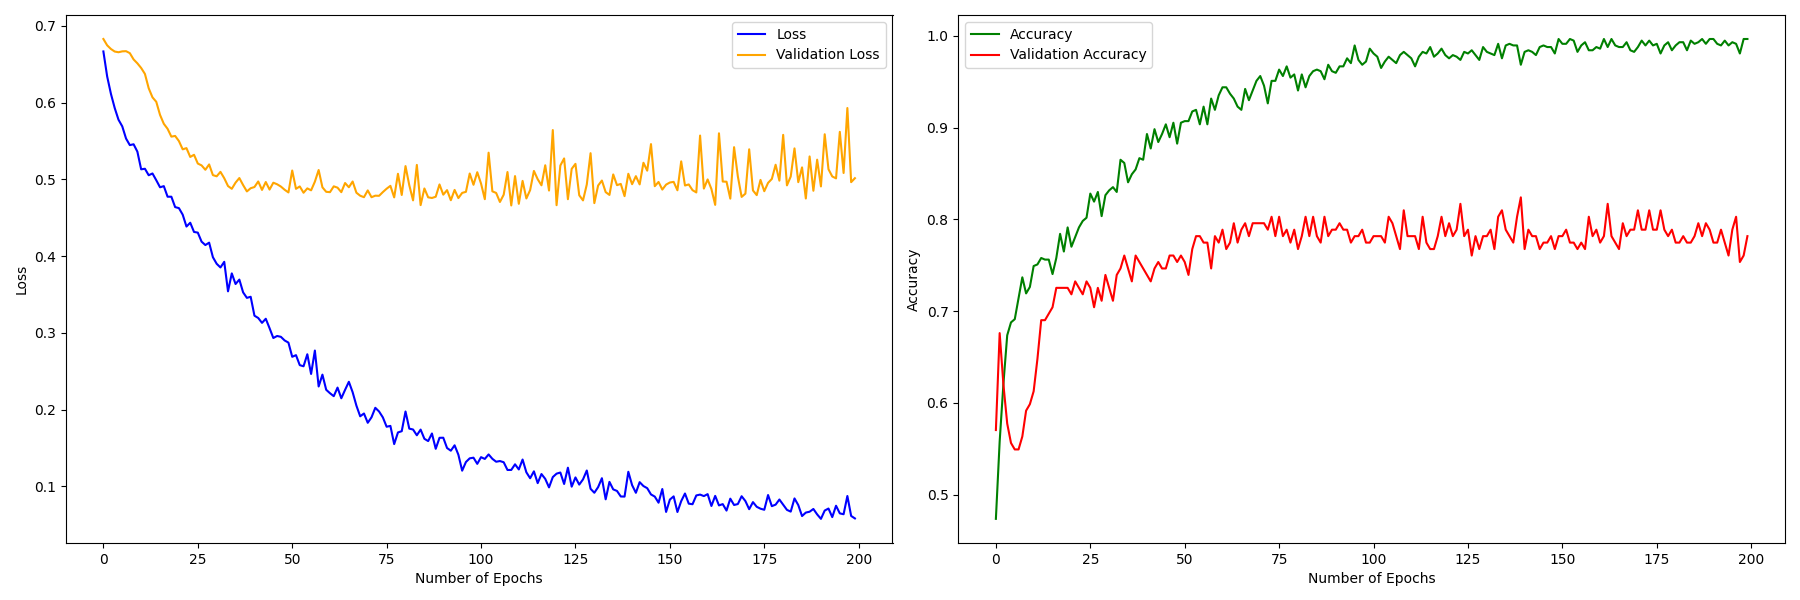 0.7
0.6
0.5
0.4
0.3
0.2
0.1
Loss
Loss
Validation Loss
0 25 50 75 100 125 150 175 200
Number of Epochs
1.0
0.9
0.8
0.7
0.6
0.5
Accuracy
Accuracy
Validation Accuracy
0 25 50 75 100 125 150 175 200
Number of Epochs